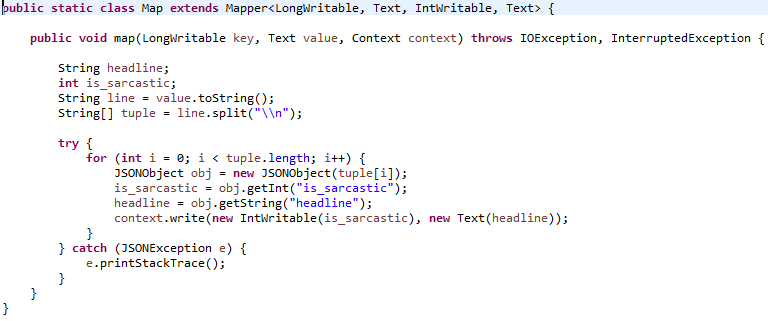 public static class Map extends Mapper<LongWritable, Text, IntWritable, Text> {
public void map(LongWritable key, Text value, Context context) throws IOException, InterruptedException {
String headline;
int is_sarcastic;
String line = value.toString();
String[] tuple = line.split("\\n");
try {
for (int i = 0; i < tuple.length; i++) {
JSONObject obj = new JSONObject(tuple[i]);
is_sarcastic = obj.getInt("is_sarcastic");
headline = obj.getString("headline");
context.write(new IntWritable(is_sarcastic), new Text(headline));
}
} catch (JSONException e) {
e.printStackTrace();
}
}
}